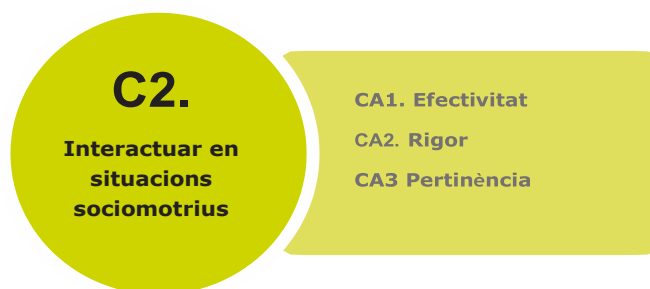 C2.
Interactuar en
situacions
sociomotrius
CA1. Efectivitat
CA2. Rigor
CA3 Pertinència